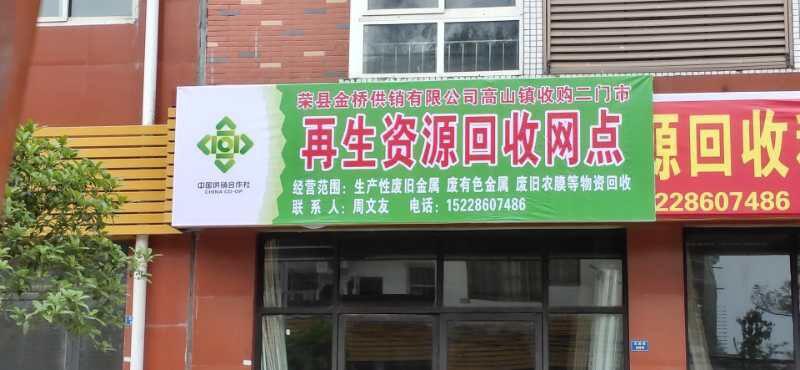 荣县金桥供销有限公司高山镇收购二门市
再生资源回收网点
经营范围：生产性废旧金属 废有色金属 废旧农膜等物资回收
联 系 人：周文友 电话：15228607486
中国供销合作社
CHINA CO-OP
源回收
228607486